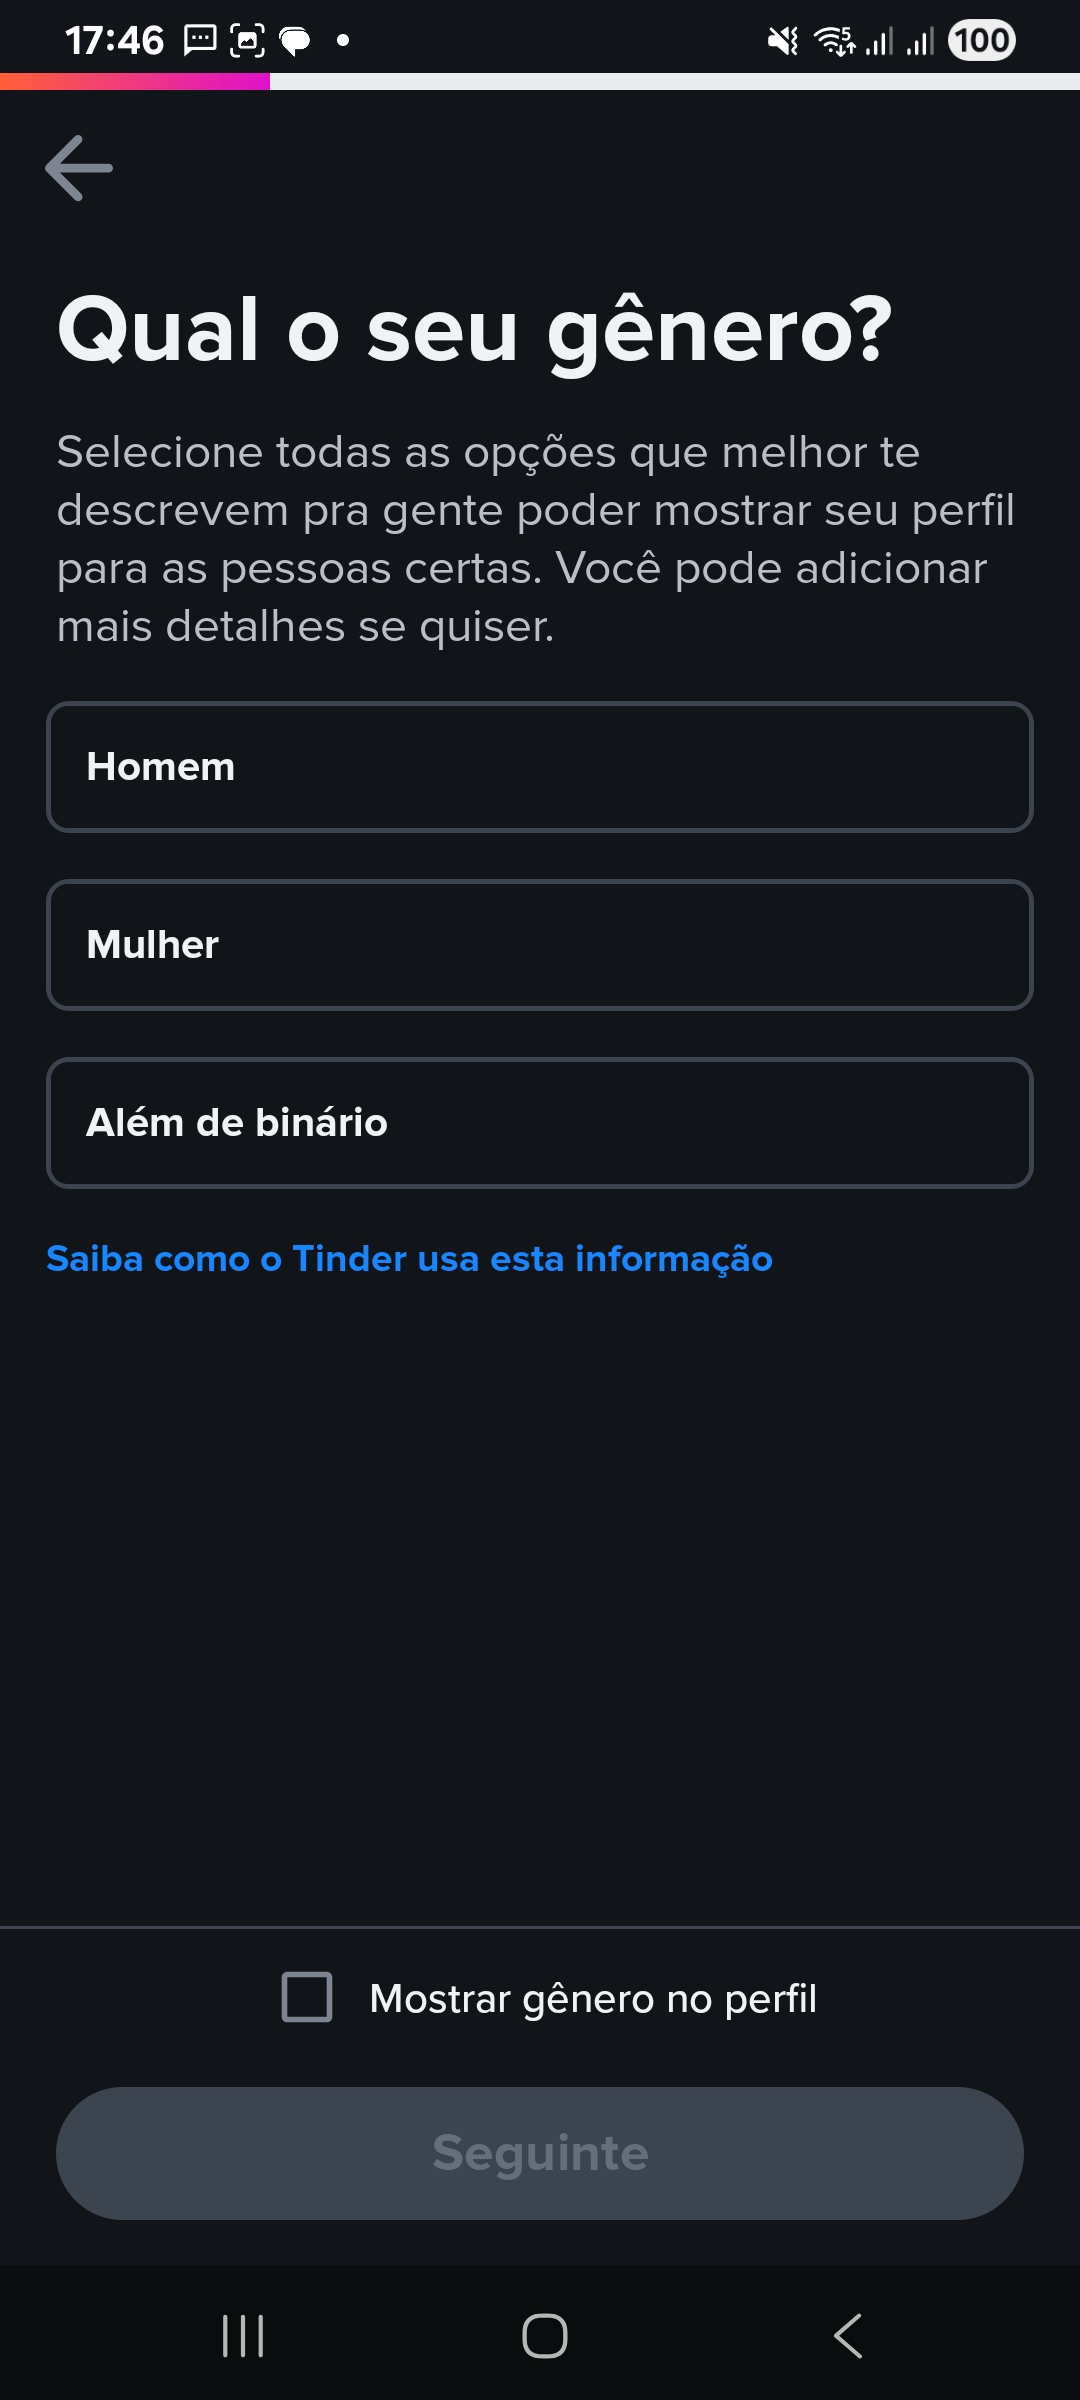 17:46
5
100
Qual o seu gênero?
Selecione todas as opções que melhor te
descrevem pra gente poder mostrar seu perfil
para as pessoas certas. Você pode adicionar
mais detalhes se quiser.
Homem
Mulher
Além de binário
Saiba como o Tinder usa esta informação
Mostrar gênero no perfil
Seguinte